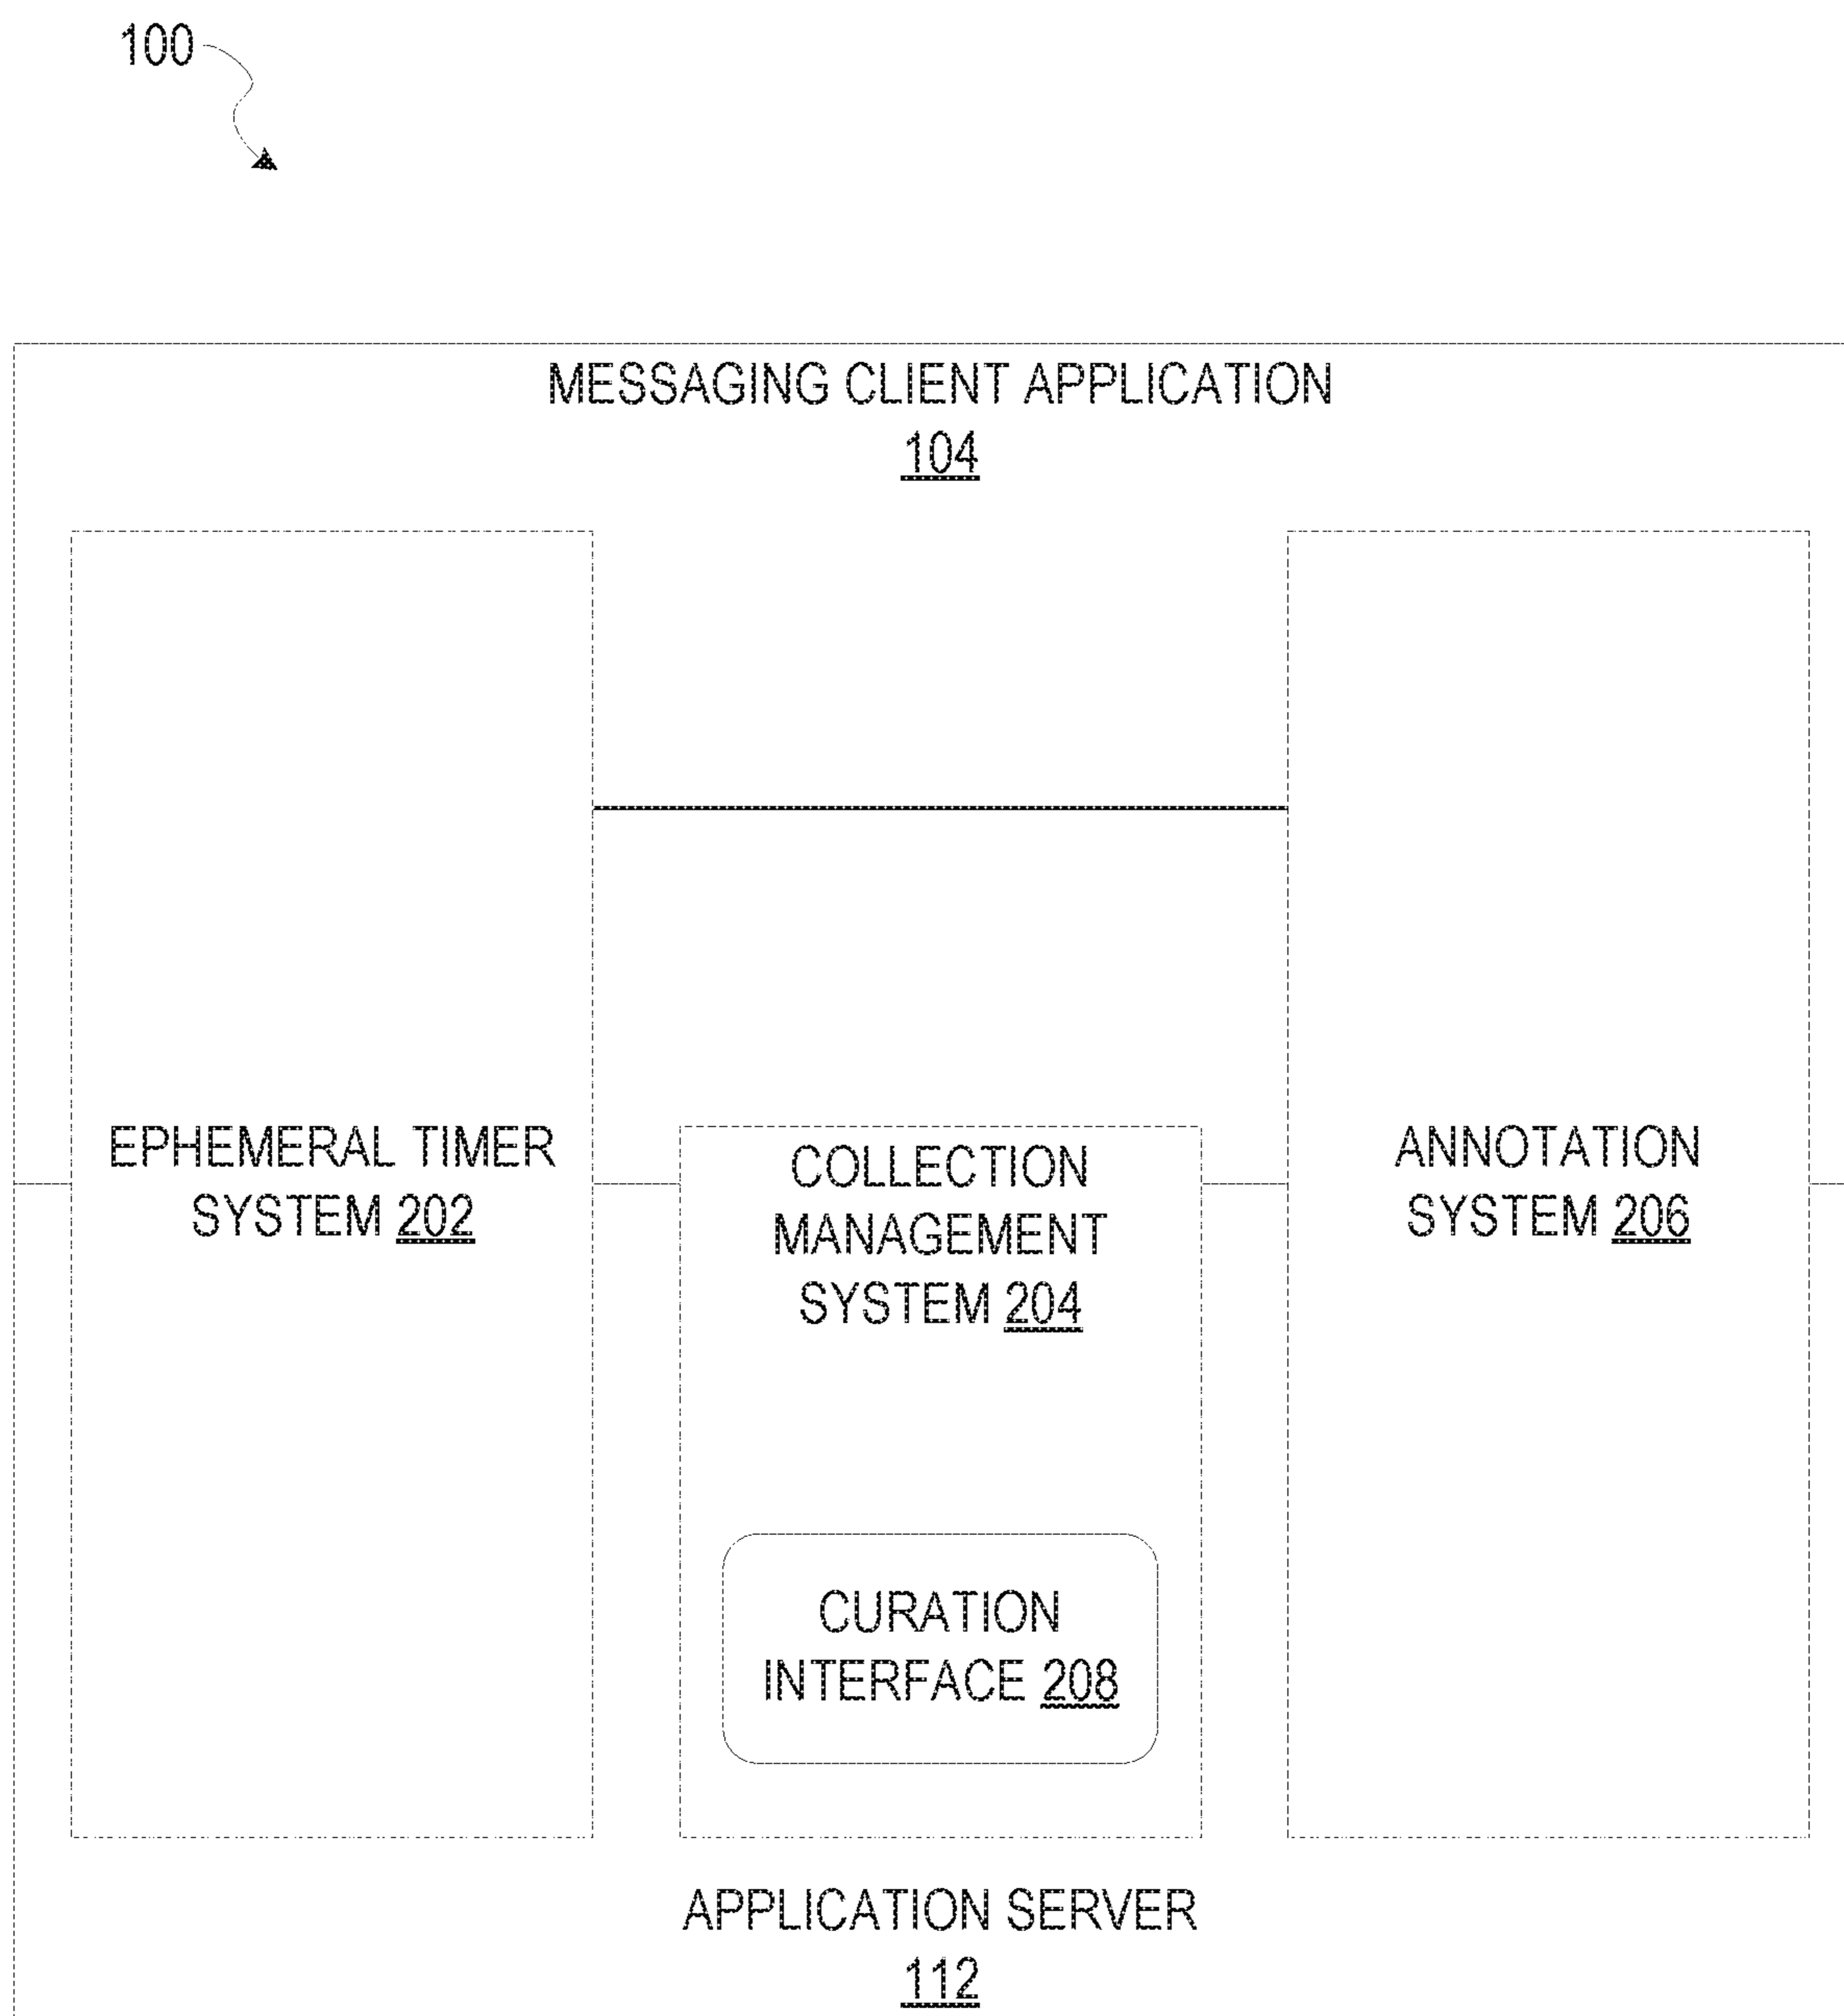 100
MESSAGING CLIENT APPLICATION
104
EPHEMERAL TIMER
SYSTEM 202
COLLECTION
MANAGEMENT
SYSTEM 204
ANNOTATION
SYSTEM 206
CURATION
INTERFACE 208
APPLICATION SERVER
112